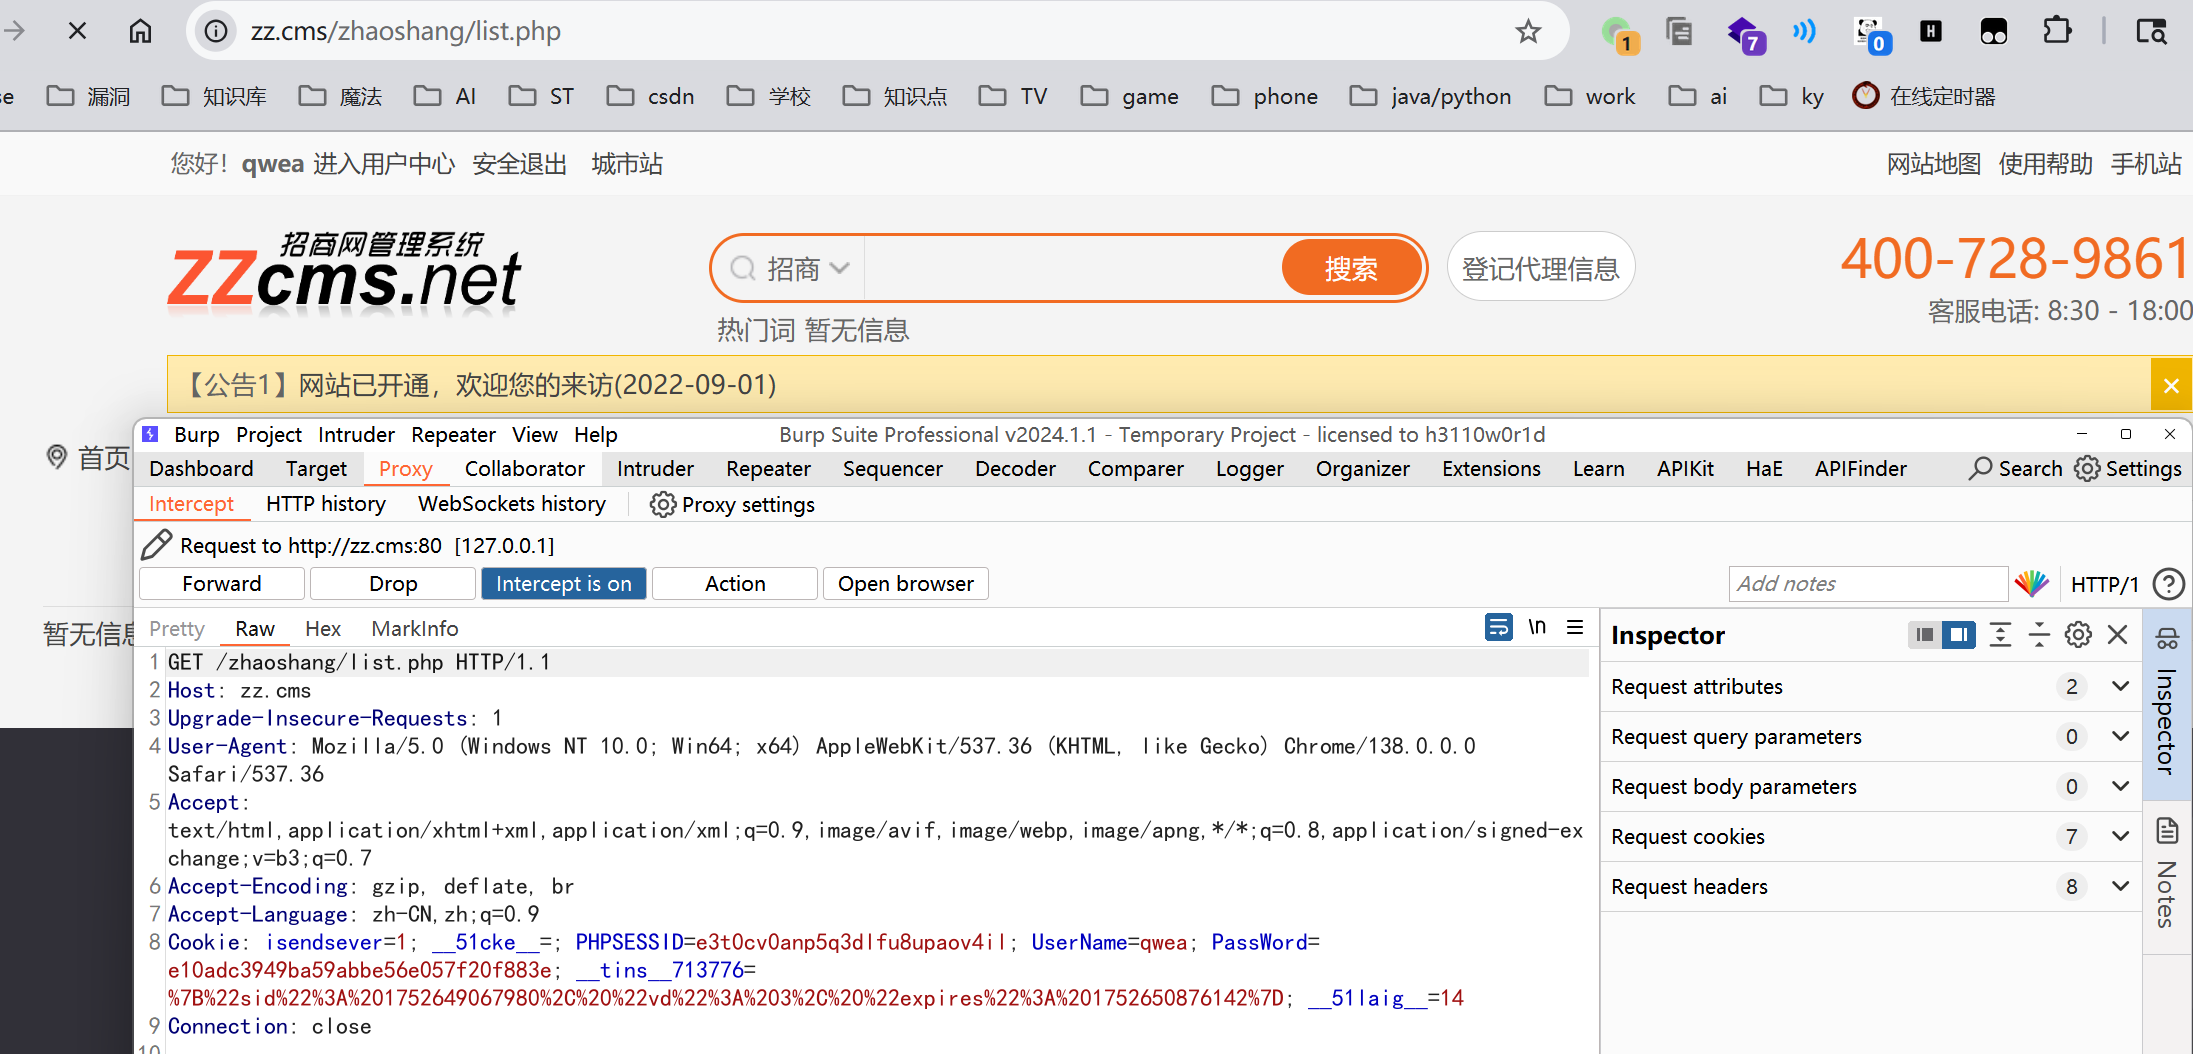 zz.cms/zhaoshang/list.php
1
7
0
H
se 漏洞 知识库 魔法 AI ST csdn 学校 知识点 TV game phone java/python work ai ky 在线定时器
您好！qwea 进入用户中心 安全退出 城市站 网站地图 使用帮助 手机站
招商网管理系统
ZZcms.net
招商 搜索 登记代理信息
400-728-9861
客服电话: 8:30 - 18:00
热门词 暂无信息
【公告1】网站已开通，欢迎您的来访(2022-09-01) ×
首页
暂无信息
Burp Project Intruder Repeater View Help Burp Suite Professional v2024.1.1 - Temporary Project - licensed to h3110w0r1d
Dashboard Target Proxy Collaborator Intruder Repeater Sequencer Decoder Comparer Logger Organizer Extensions Learn APIKit HaE APIFinder Search Settings
Intercept HTTP history WebSockets history Proxy settings
Request to http://zz.cms:80 [127.0.0.1]
Forward Drop Intercept is on Action Open browser Add notes HTTP/1 ?
Pretty Raw Hex MarkInfo \n
1 GET /zhaoshang/list.php HTTP/1.1
2 Host: zz.cms
3 Upgrade-Insecure-Requests: 1
4 User-Agent: Mozilla/5.0 (Windows NT 10.0; Win64; x64) AppleWebKit/537.36 (KHTML, like Gecko) Chrome/138.0.0.0
Safari/537.36
5 Accept:
text/html,application/xhtml+xml,application/xml;q=0.9,image/avif,image/webp,image/apng,*/*;q=0.8,application/signed-ex
change;v=b3;q=0.7
6 Accept-Encoding: gzip, deflate, br
7 Accept-Language: zh-CN,zh;q=0.9
8 Cookie: isendsever=1; __51cke__=; PHPSESSID=e3t0cv0anp5q3dlfu8upaov4il; UserName=qwea; PassWord=
e10adc3949ba59abbe56e057f20f883e; __tins__713776=
%7B%22sid%22%3A%201752649067980%2C%20%22vd%22%3A%203%2C%20%22expires%22%3A%201752650876142%7D; __51laig__=14
9 Connection: close
10
Inspector
Request attributes 2
Request query parameters 0
Request body parameters 0
Request cookies 7
Request headers 8
Inspector
Notes